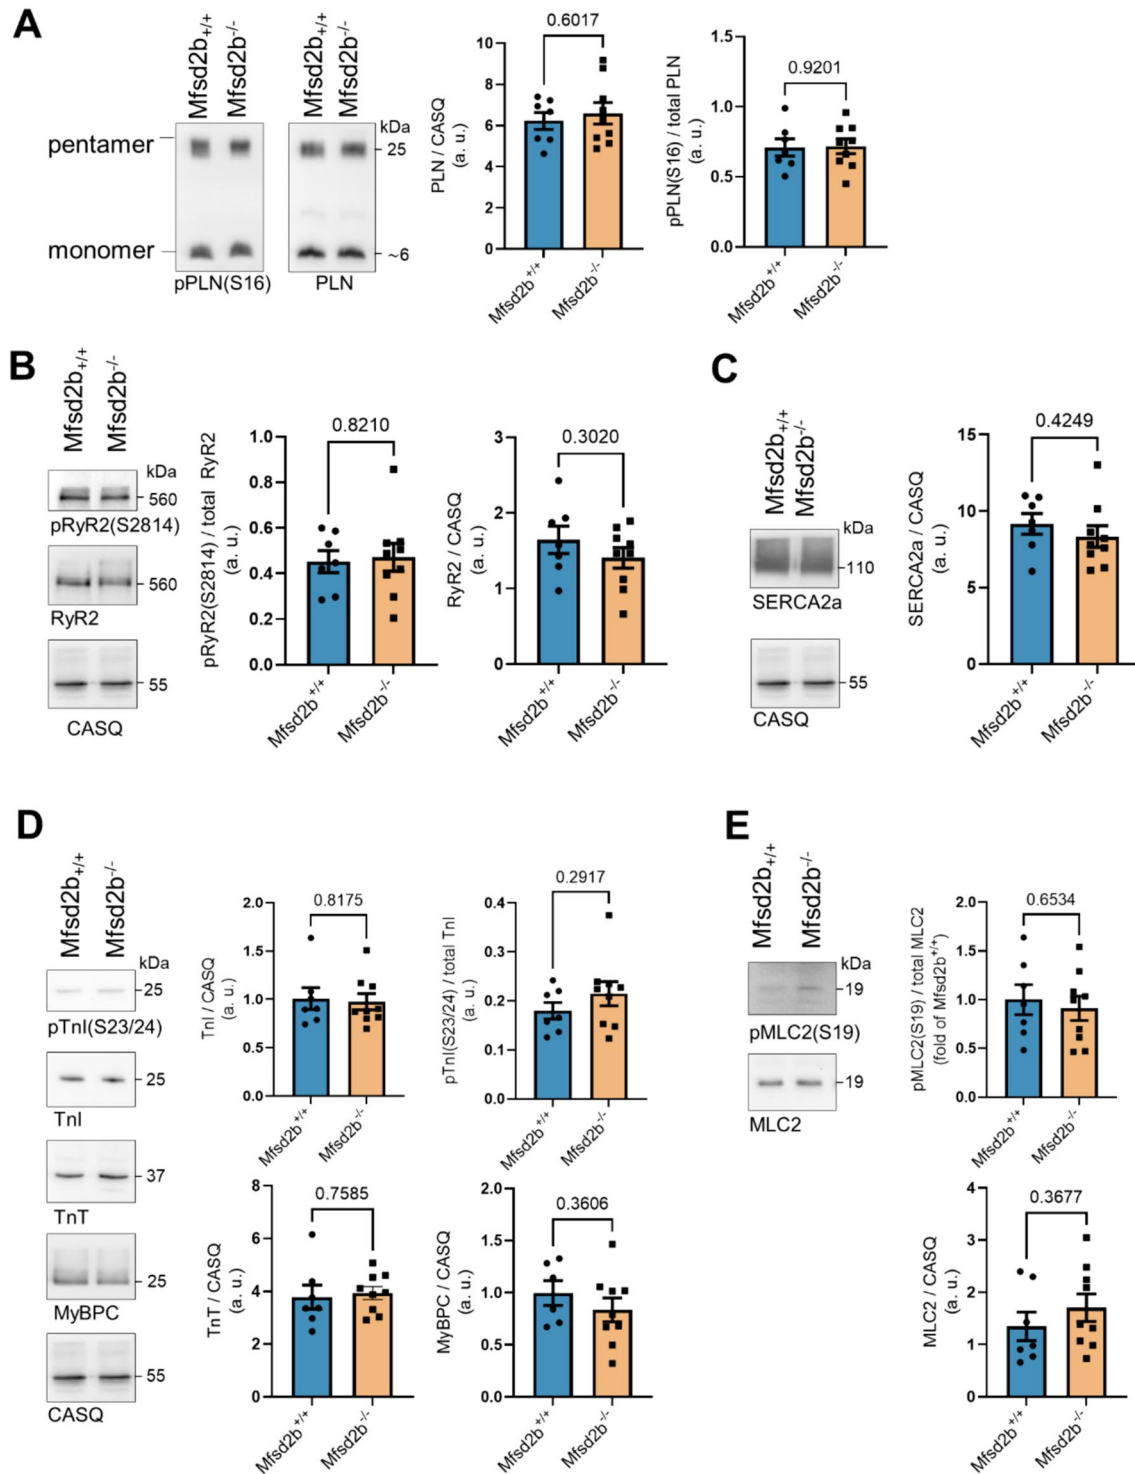 A
Mfsd2b+/+
Mfsd2b-/-
Mfsd2b+/+
Mfsd2b-/-
pentamer
monomer
kDa
25
~6
pPLN(S16)
PLN
PLN / CASQ
(a. u.)
10
8
6
4
2
0
0.6017
Mfsd2b+/+
Mfsd2b-/-
pPLN(S16) / total PLN
(a. u.)
1.5
1.0
0.5
0.0
0.9201
Mfsd2b+/+
Mfsd2b-/-
B
Mfsd2b+/+
Mfsd2b-/-
kDa
560
pRyR2(S2814)
560
RyR2
55
CASQ
pRyR2(S2814) / total RyR2
(a. u.)
1.0
0.8
0.6
0.4
0.2
0.0
0.8210
Mfsd2b+/+
Mfsd2b-/-
RyR2 / CASQ
(a. u.)
3
2
1
0
0.3020
Mfsd2b+/+
Mfsd2b-/-
C
Mfsd2b+/+
Mfsd2b-/-
kDa
110
SERCA2a
55
CASQ
SERCA2a / CASQ
(a. u.)
15
10
5
0
0.4249
Mfsd2b+/+
Mfsd2b-/-
D
Mfsd2b+/+
Mfsd2b-/-
kDa
25
pTnI(S23/24)
25
TnI
37
TnT
25
MyBPC
55
CASQ
TnI / CASQ
(a. u.)
2.0
1.5
1.0
0.5
0.0
0.8175
Mfsd2b+/+
Mfsd2b-/-
pTnI(S23/24) / total TnI
(a. u.)
0.4
0.3
0.2
0.1
0.0
0.2917
Mfsd2b+/+
Mfsd2b-/-
TnT / CASQ
(a. u.)
8
6
4
2
0
0.7585
Mfsd2b+/+
Mfsd2b-/-
MyBPC / CASQ
(a. u.)
2.0
1.5
1.0
0.5
0.0
0.3606
Mfsd2b+/+
Mfsd2b-/-
E
Mfsd2b+/+
Mfsd2b-/-
kDa
19
pMLC2(S19)
19
MLC2
pMLC2(S19) / total MLC2
(fold of Mfsd2b+/+)
2.0
1.5
1.0
0.5
0.0
0.6534
Mfsd2b+/+
Mfsd2b-/-
MLC2 / CASQ
(a. u.)
4
3
2
1
0
0.3677
Mfsd2b+/+
Mfsd2b-/-